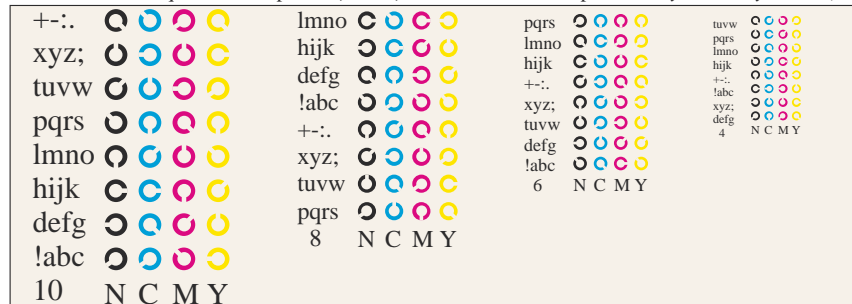 +-:.
xyz;
tuvw
pqrs
lmno
hijk
defg
!abc
10 N C M Y
lmno
hijk
defg
!abc
+-:.
xyz;
tuvw
pqrs
8 N C M Y
pqrs
lmno
hijk
+-:.
xyz;
tuvw
defg
!abc
6 N C M Y
tuvw
pqrs
lmno
hijk
+-:.
!abc
xyz;
defg
4 N C M Y